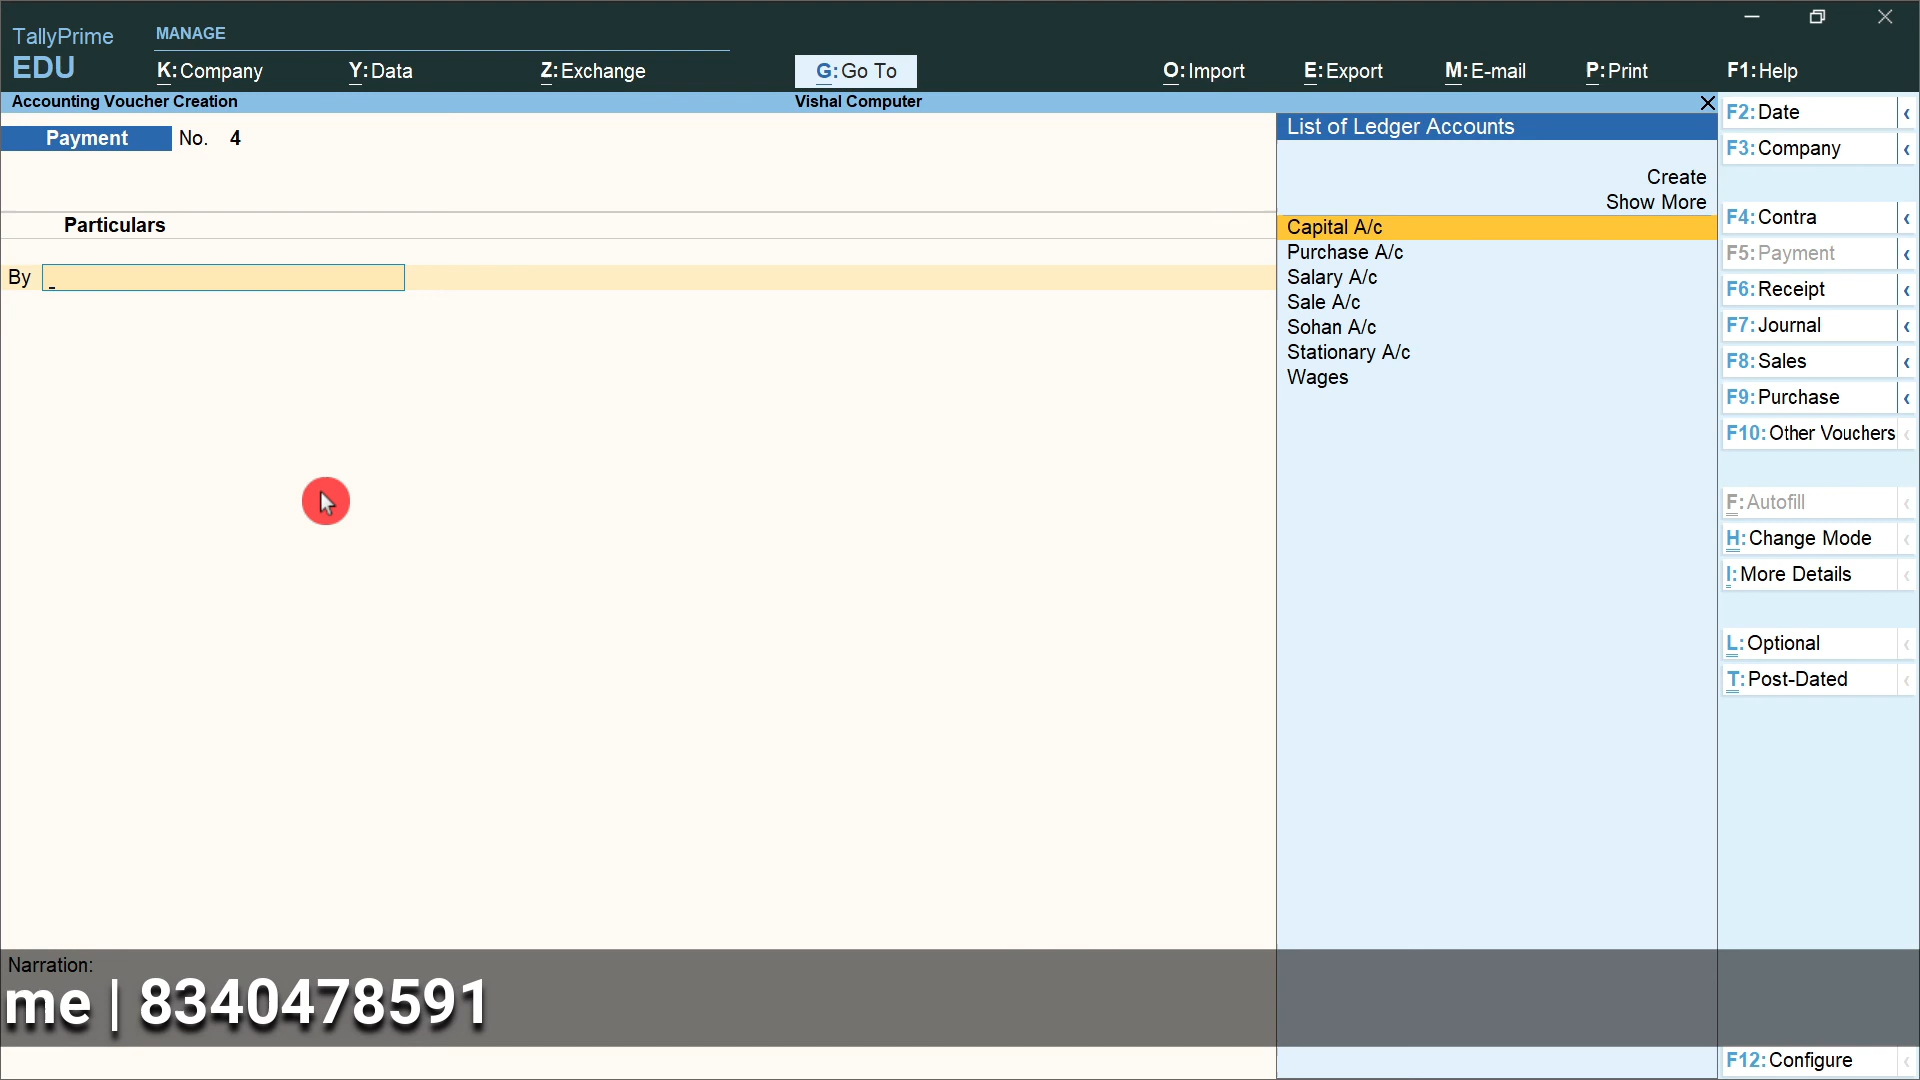 TallyPrime
EDU
MANAGE
K:Company
Y:Data
Z:Exchange
G:Go To
O:Import
E:Export
M:E-mail
P:Print
F1:Help
Accounting Voucher Creation
Vishal Computer
Payment No. 4
Particulars
By
List of Ledger Accounts
Create
Show More
Capital A/c
Purchase A/c
Salary A/c
Sale A/c
Sohan A/c
Stationary A/c
Wages
F2:Date
F3:Company
F4:Contra
F5:Payment
F6:Receipt
F7:Journal
F8:Sales
F9:Purchase
F10:Other Vouchers
F:Autofill
H:Change Mode
I:More Details
L:Optional
T:Post-Dated
F12:Configure
Narration:
me | 8340478591